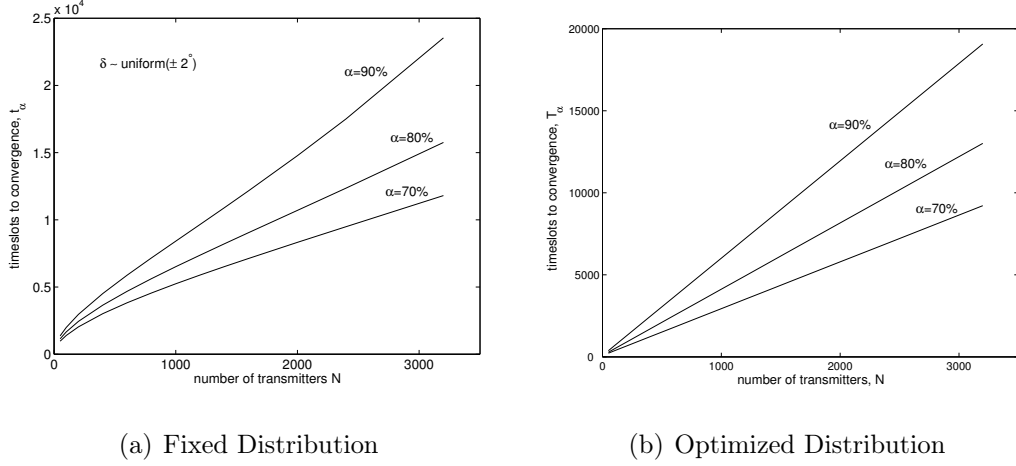 x 10⁴
2.5
2
1.5
1
0.5
0
0
1000
2000
3000
δ ~ uniform(± 2°)
α=90%
α=80%
α=70%
timeslots to convergence, t_α
number of transmitters N
(a) Fixed Distribution
20000
15000
10000
5000
0
0
1000
2000
3000
α=90%
α=80%
α=70%
timeslots to convergence, T_α
number of transmitters, N
(b) Optimized Distribution